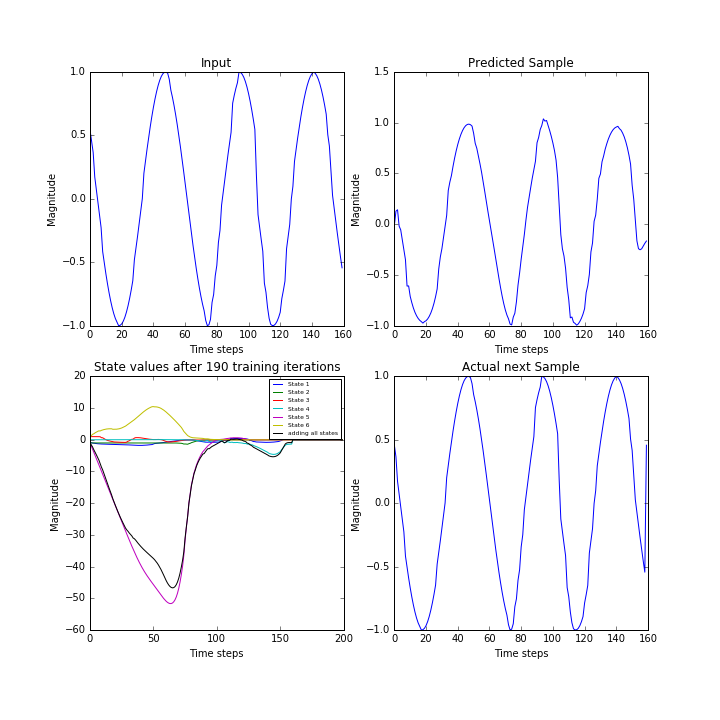 Input
Magnitude
1.0
0.5
0.0
−0.5
−1.0
0 20 40 60 80 100 120 140 160
Time steps
Predicted Sample
Magnitude
1.5
1.0
0.5
0.0
−0.5
−1.0
0 20 40 60 80 100 120 140 160
Time steps
State values after 190 training iterations
Magnitude
20
10
0
−10
−20
−30
−40
−50
−60
0 50 100 150 200
Time steps
State 1
State 2
State 3
State 4
State 5
State 6
adding all states
Actual next Sample
Magnitude
1.0
0.5
0.0
−0.5
−1.0
0 20 40 60 80 100 120 140 160
Time steps